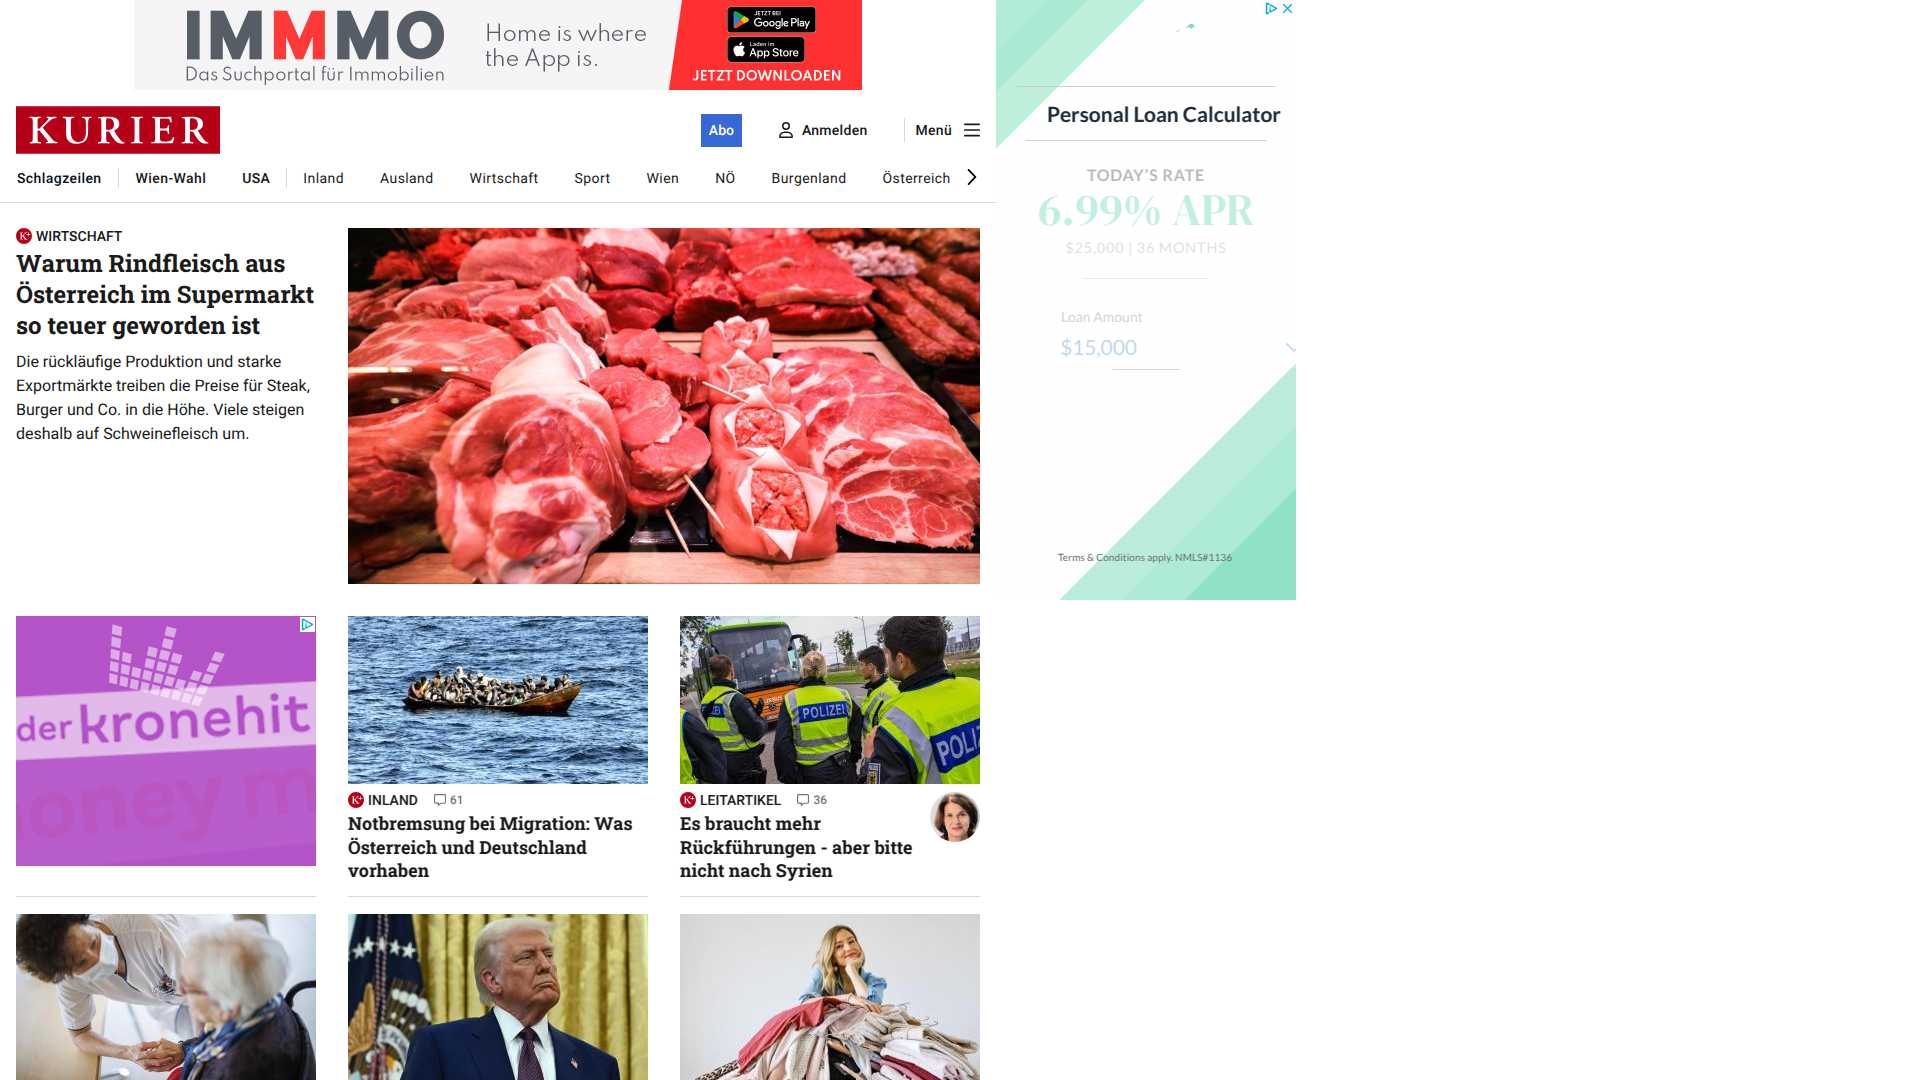 IMMMO
Das Suchportal für Immobilien
Home is where
the App is.
JETZT BEI
Google Play
Laden im
App Store
JETZT DOWNLOADEN
KURIER
Abo
Anmelden
Menü
Schlagzeilen
Wien-Wahl
USA
Inland
Ausland
Wirtschaft
Sport
Wien
NÖ
Burgenland
Österreich
Personal Loan Calculator
TODAY'S RATE
6.99% APR
$25,000 | 36 MONTHS
Loan Amount
$15,000
Terms & Conditions apply. NMLS#1136
K+ WIRTSCHAFT
Warum Rindfleisch aus
Österreich im Supermarkt
so teuer geworden ist
Die rückläufige Produktion und starke
Exportmärkte treiben die Preise für Steak,
Burger und Co. in die Höhe. Viele steigen
deshalb auf Schweinefleisch um.
der kronehit
money m
K+ INLAND 61
Notbremsung bei Migration: Was
Österreich und Deutschland
vorhaben
POLIZEI
POLIZ
K+ LEITARTIKEL 36
Es braucht mehr
Rückführungen - aber bitte
nicht nach Syrien